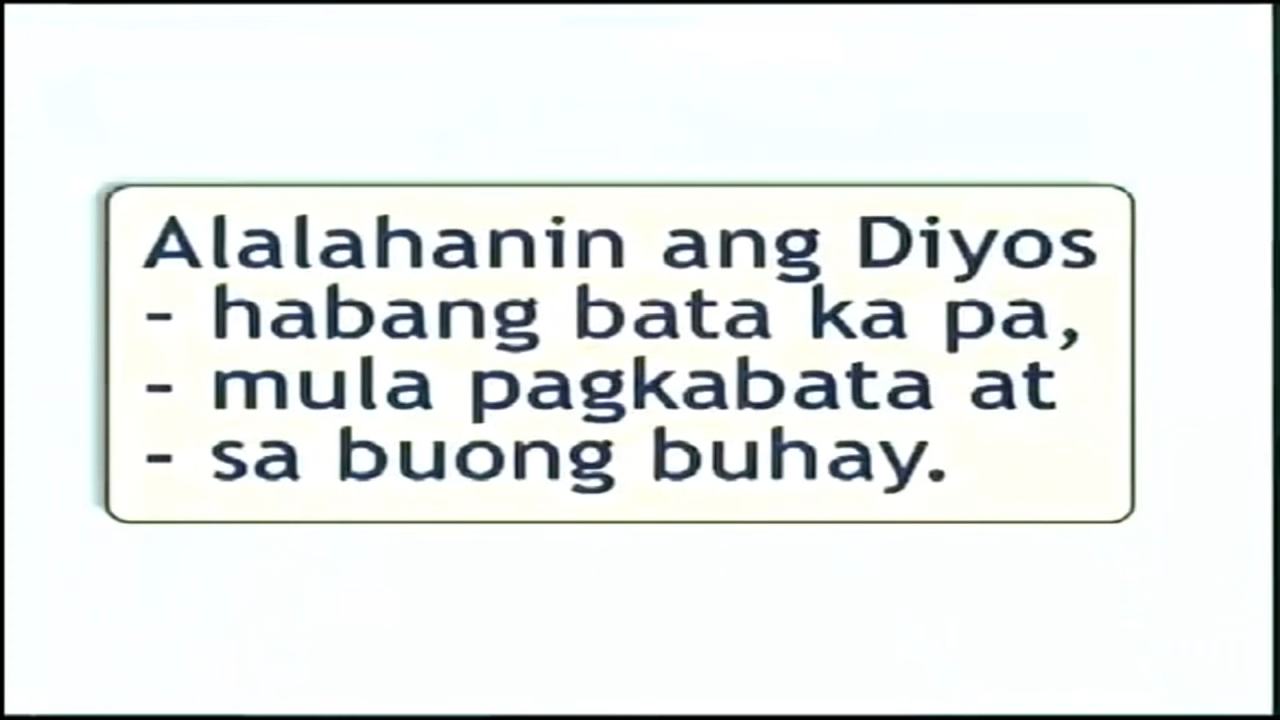 Alalahanin ang Diyos
- habang bata ka pa,
- mula pagkabata at
- sa buong buhay.